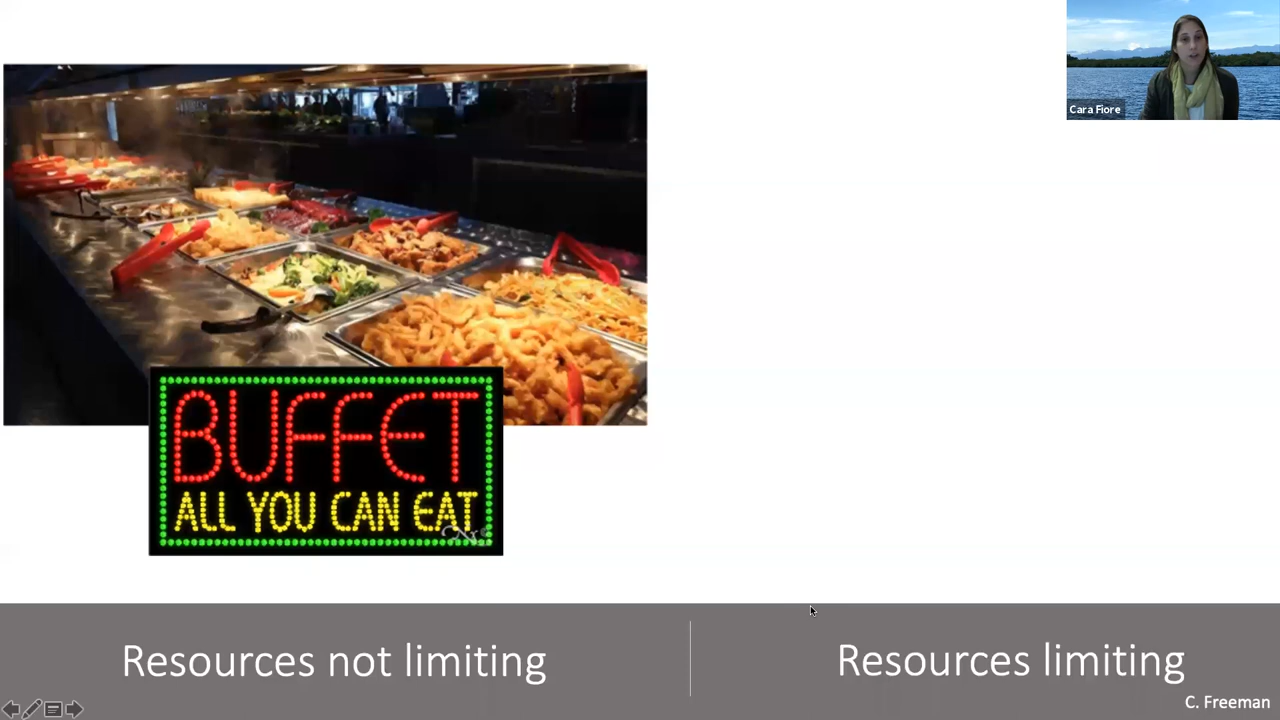 Cara Fiore
BUFFET
ALL YOU CAN EAT
Resources not limiting
Resources limiting
C. Freeman